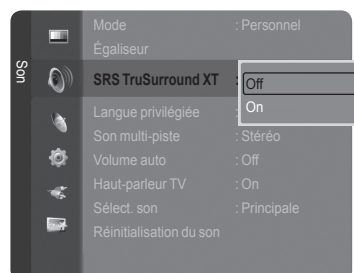 Son
Mode : Personnel
Égaliseur
SRS TruSurround XT : Off
On
Langue privilégiée :
Son multi-piste : Stéréo
Volume auto : Off
Haut-parleur TV : On
Sélect. son : Principale
Réinitialisation du son